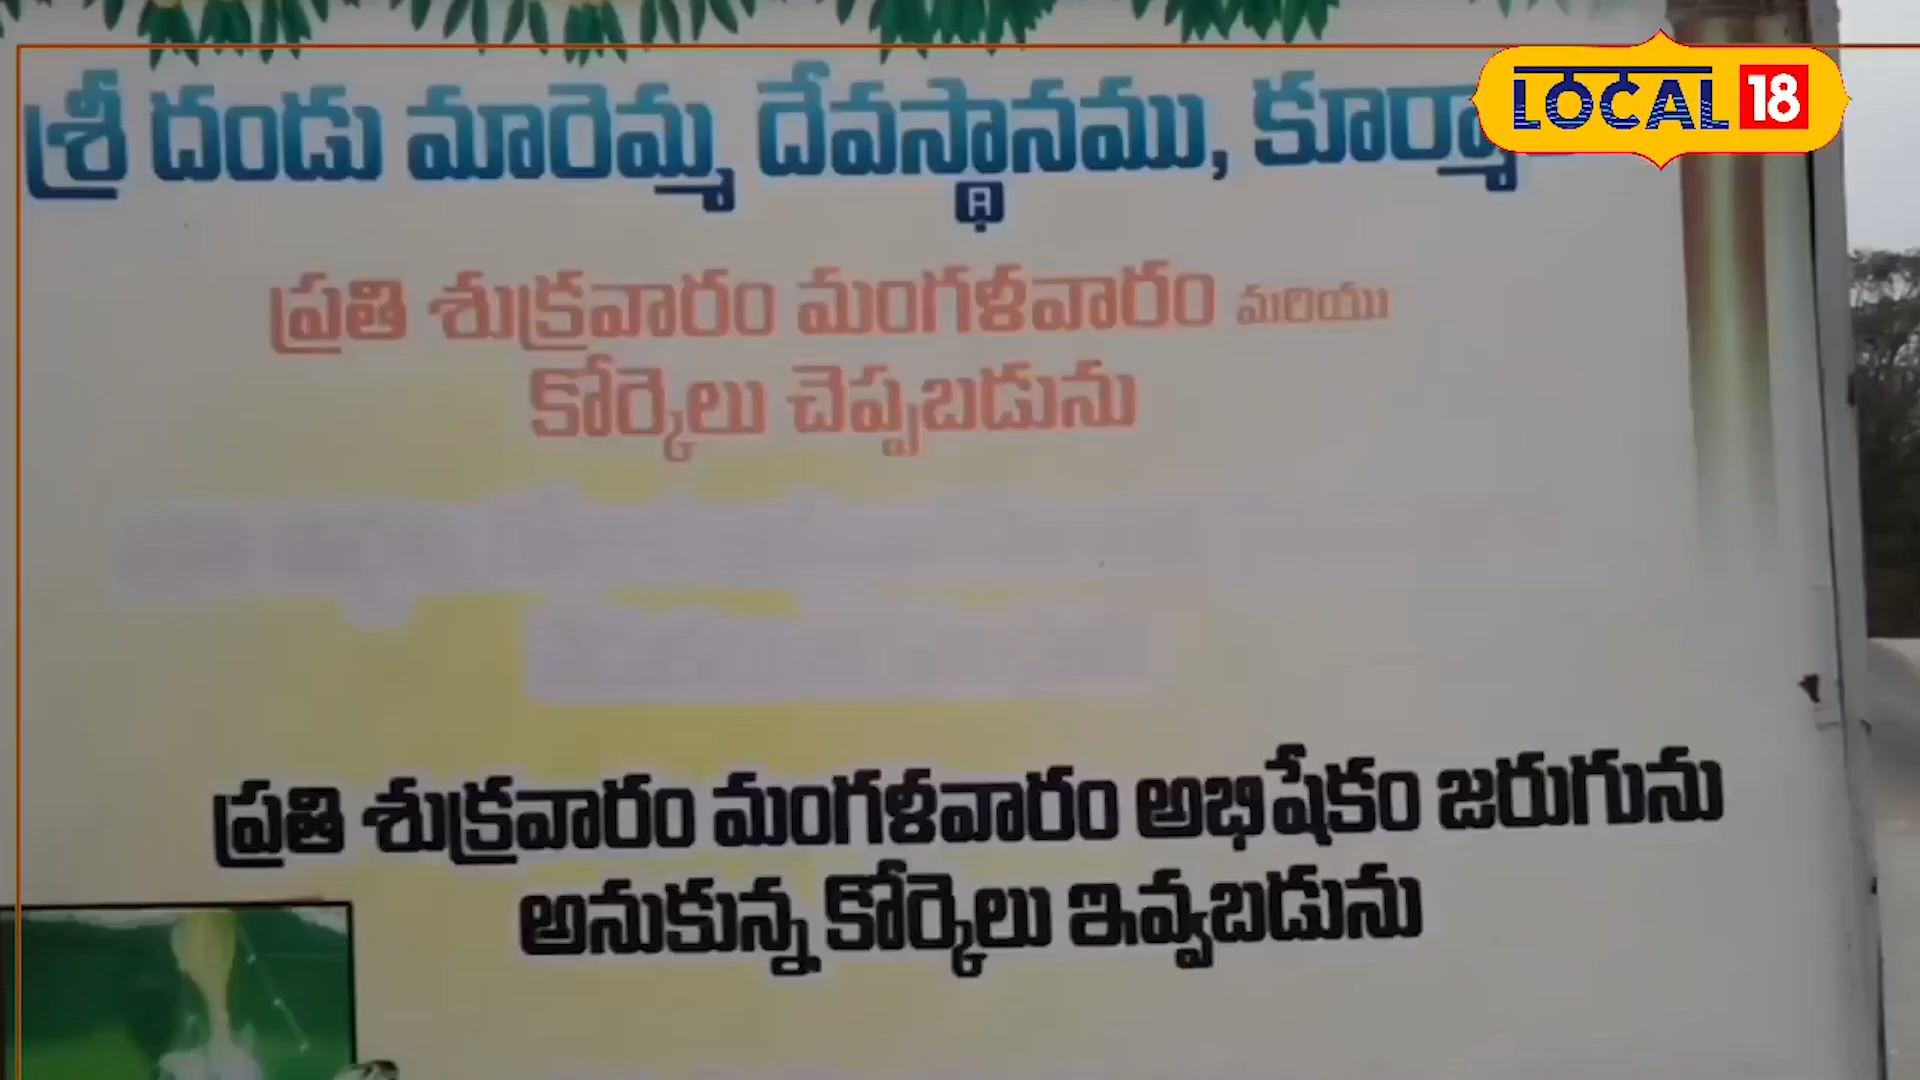 శ్రీ దండు మారెమ్మ దేవస్థానము,
LOCAL 18
ప్రతి శుక్రవారం మంగళవారం మరియు
కోర్కెలు చెప్పబడును
ప్రతి శుక్రవారం మంగళవారం అభిషేకం జరుగును
అనుకున్న కోర్కెలు ఇవ్వబడును